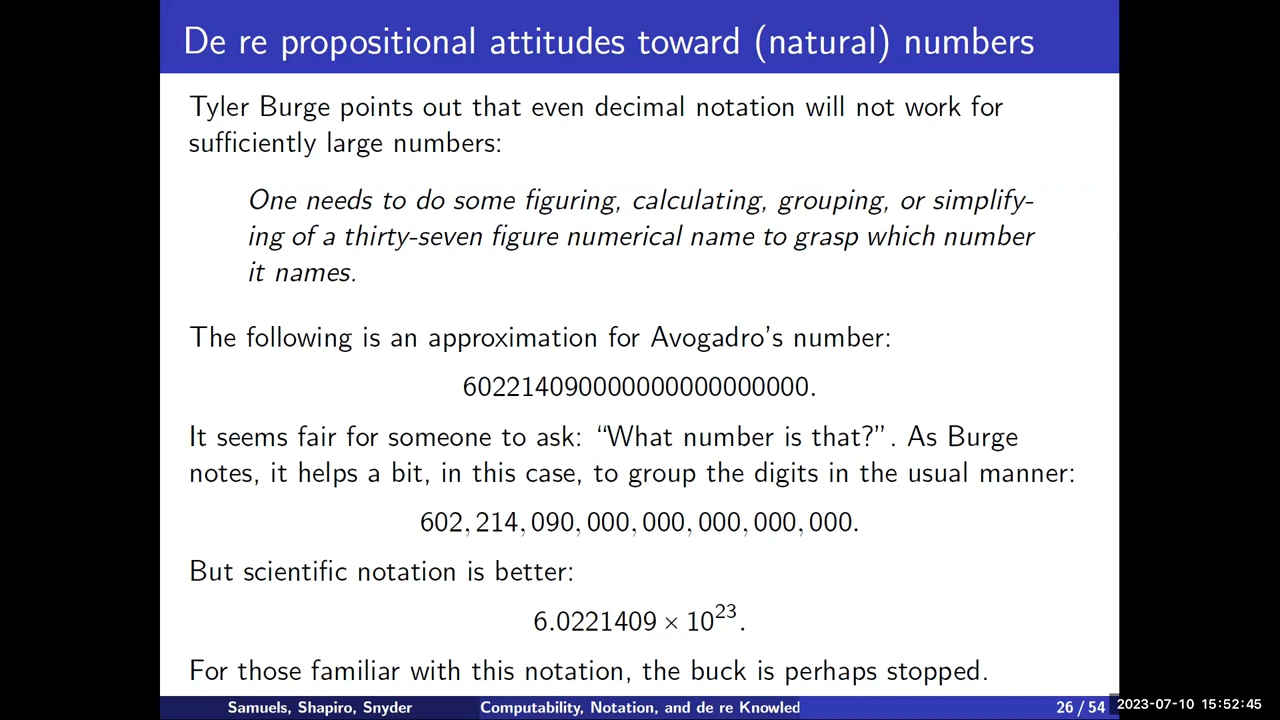 De re propositional attitudes toward (natural) numbers
Tyler Burge points out that even decimal notation will not work for
sufficiently large numbers:
One needs to do some figuring, calculating, grouping, or simplify-
ing of a thirty-seven figure numerical name to grasp which number
it names.
The following is an approximation for Avogadro's number:
602214090000000000000000.
It seems fair for someone to ask: “What number is that?”. As Burge
notes, it helps a bit, in this case, to group the digits in the usual manner:
602, 214, 090, 000, 000, 000, 000, 000.
But scientific notation is better:
6.0221409 × 10²³.
For those familiar with this notation, the buck is perhaps stopped.
Samuels, Shapiro, Snyder
Computability, Notation, and de re Knowled
26 / 54
2023-07-10 15:52:45